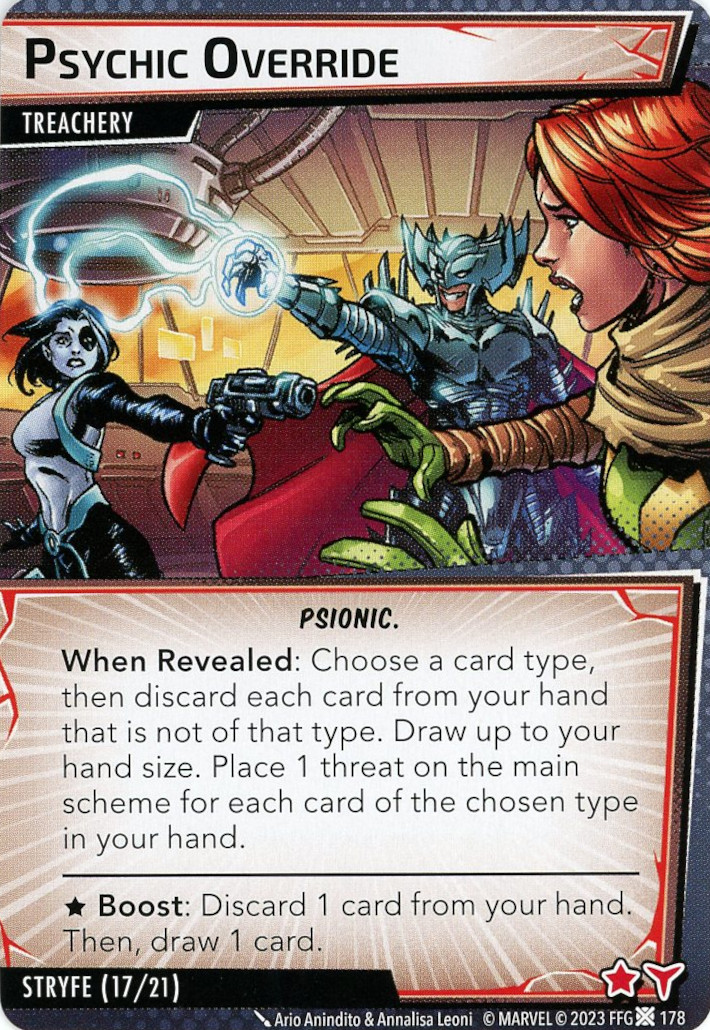 PSYCHIC OVERRIDE
TREACHERY
PSIONIC.
When Revealed: Choose a card type,
then discard each card from your hand
that is not of that type. Draw up to your
hand size. Place 1 threat on the main
scheme for each card of the chosen type
in your hand.
★ Boost: Discard 1 card from your hand.
Then, draw 1 card.
STRYFE (17/21)
Ario Anindito & Annalisa Leoni © MARVEL © 2023 FFG 178